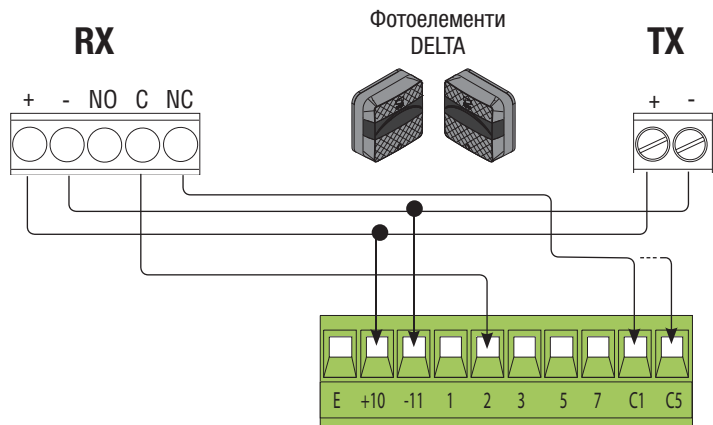 Фотоелементи
DELTA
RX
TX
+ - NO C NC
+ -
E +10 -11 1 2 3 5 7 C1 C5